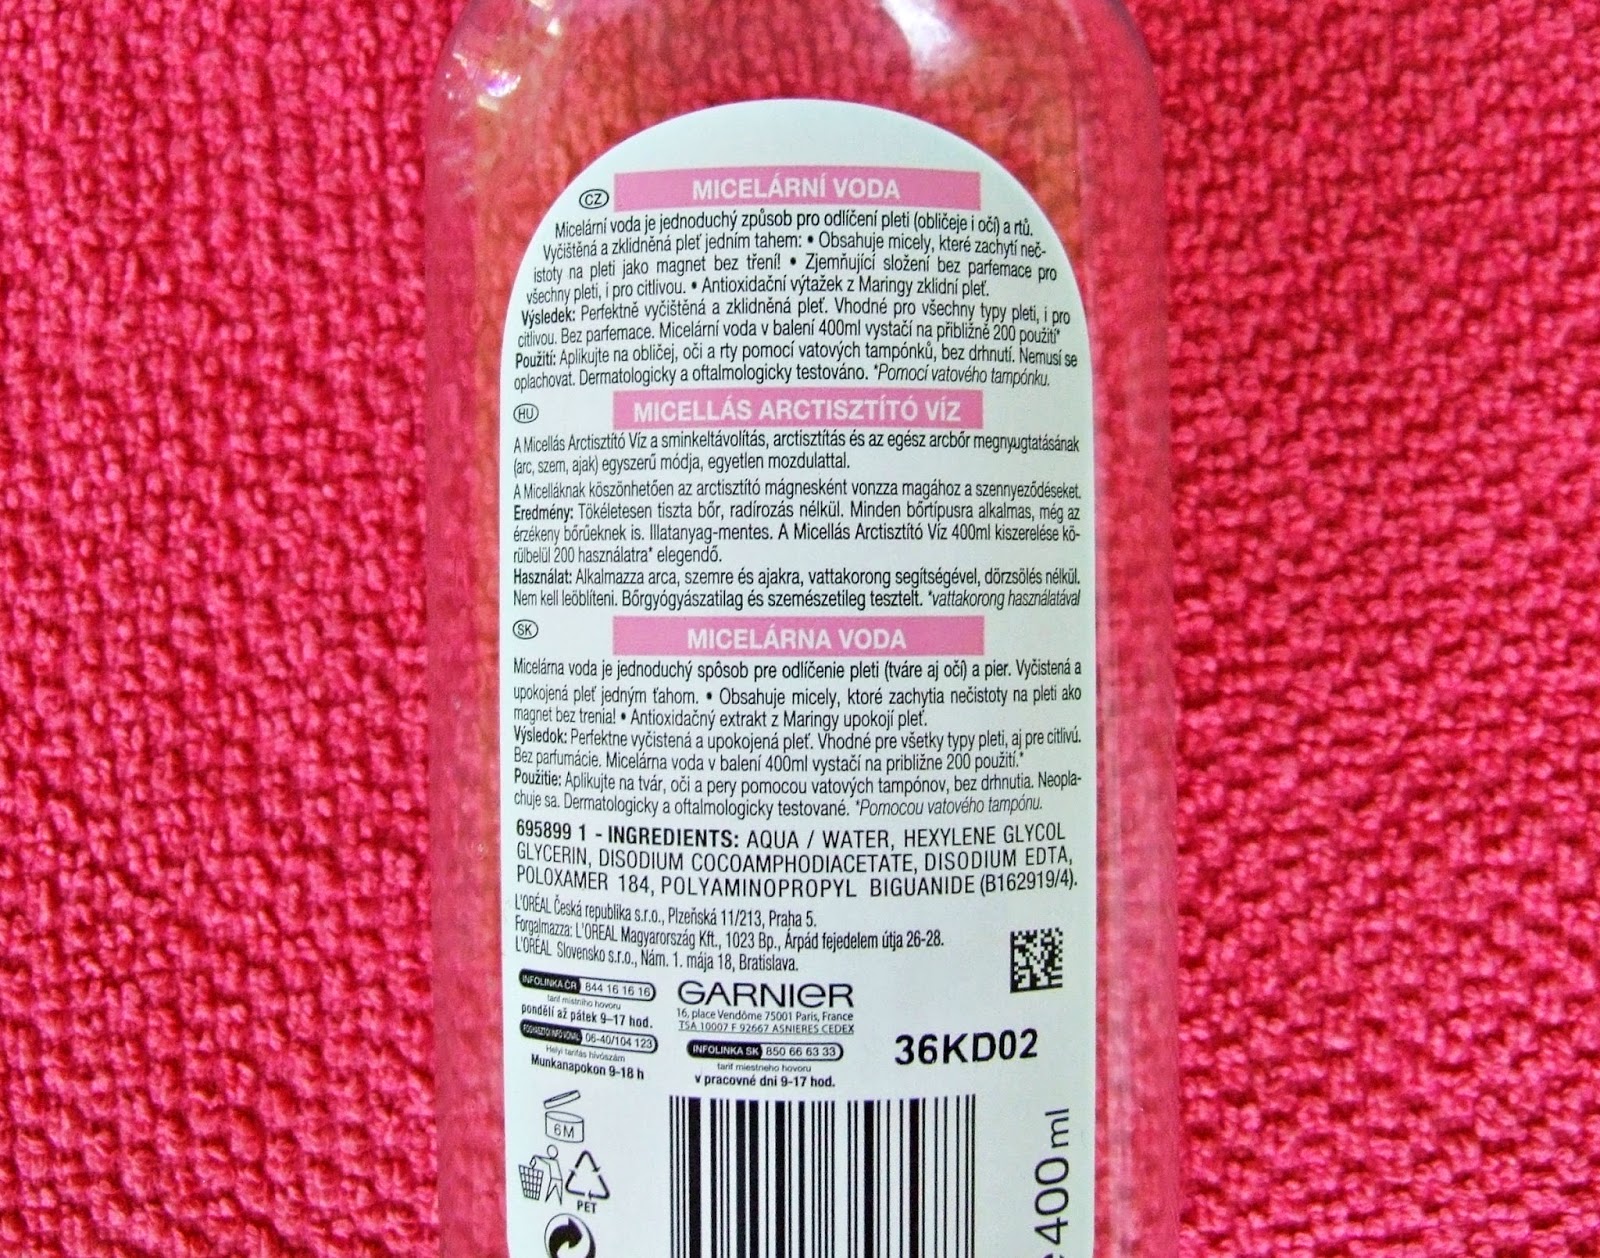 CZ MICELÁRNÍ VODA
Micelární voda je jednoduchý způsob pro odlíčení pleti (obličeje i očí) a rtů.
Vyčištěná a zklidněná pleť jedním tahem: • Obsahuje micely, které zachytí neč-
istoty na pleti jako magnet bez tření! • Zjemňující složení bez parfemace pro
všechny pleti, i pro citlivou. • Antioxidační výtažek z Maringy zklidní pleť.
Výsledek: Perfektně vyčištěná a zklidněná pleť. Vhodné pro všechny typy pleti, i pro
citlivou. Bez parfemace. Micelární voda v balení 400ml vystačí na přibližně 200 použití*
Použití: Aplikujte na obličej, oči a rty pomocí vatových tampónků, bez drhnutí. Nemusí se
oplachovat. Dermatologicky a oftalmologicky testováno. *Pomocí vatového tampónku.
HU MICELLÁS ARCTISZTÍTÓ VÍZ
A Micellás Arctisztító Víz a sminkeltávolítás, arctisztítás és az egész arcbőr megnyugtatásának
(arc, szem, ajak) egyszerű módja, egyetlen mozdulattal.
A Micelláknak köszönhetően az arctisztító mágnesként vonzza magához a szennyeződéseket.
Eredmény: Tökéletesen tiszta bőr, radírozás nélkül. Minden bőrtípusra alkalmas, még az
érzékeny bőrűeknek is. Illatanyag-mentes. A Micellás Arctisztító Víz 400ml kiszerelése kö-
rülbelül 200 használatra* elegendő.
Használat: Alkalmazza arca, szemre és ajakra, vattakorong segítségével, dörzsölés nélkül.
Nem kell leöblíteni. Bőrgyógyászatilag és szemészetileg tesztelt. *vattakorong használatával
SK MICELÁRNA VODA
Micelárna voda je jednoduchý spôsob pre odlíčenie pleti (tváre aj očí) a pier. Vyčistená a
upokojená pleť jedným ťahom. • Obsahuje micely, ktoré zachytia nečistoty na pleti ako
magnet bez trenia! • Antioxidačný extrakt z Maringy upokojí pleť.
Výsledok: Perfektne vyčistená a upokojená pleť. Vhodné pre všetky typy pleti, aj pre citlivú.
Bez parfumácie. Micelárna voda v balení 400ml vystačí na približne 200 použití.*
Použitie: Aplikujte na tvár, oči a pery pomocou vatových tampónov, bez drhnutia. Neopla-
chuje sa. Dermatologicky a oftalmologicky testované. *Pomocou vatového tampónu.
695899 1 - INGREDIENTS: AQUA / WATER, HEXYLENE GLYCOL
GLYCERIN, DISODIUM COCOAMPHODIACETATE, DISODIUM EDTA,
POLOXAMER 184, POLYAMINOPROPYL BIGUANIDE (B162919/4).
L'ORÉAL Česká republika s.r.o., Plzeňská 11/213, Praha 5.
Forgalmazza: L'ORÉAL Magyarország Kft., 1023 Bp., Árpád fejedelem útja 26-28.
L'ORÉAL Slovensko s.r.o., Nám. 1. mája 18, Bratislava.
INFOLINKA ČR 844 16 16 16
tarif místního hovoru
pondělí až pátek 9–17 hod.
06-40/104 123
Helyi tarifás hívószám
Munkanapokon 9-18 h
GARNIER
16, place Vendôme 75001 Paris, France
TSA 10007 F 92667 ASNIERES CEDEX
INFOLINKA SK 850 66 63 33
tarif miestneho hovoru
v pracovné dni 9-17 hod.
36KD02
6M
PET
400 ml